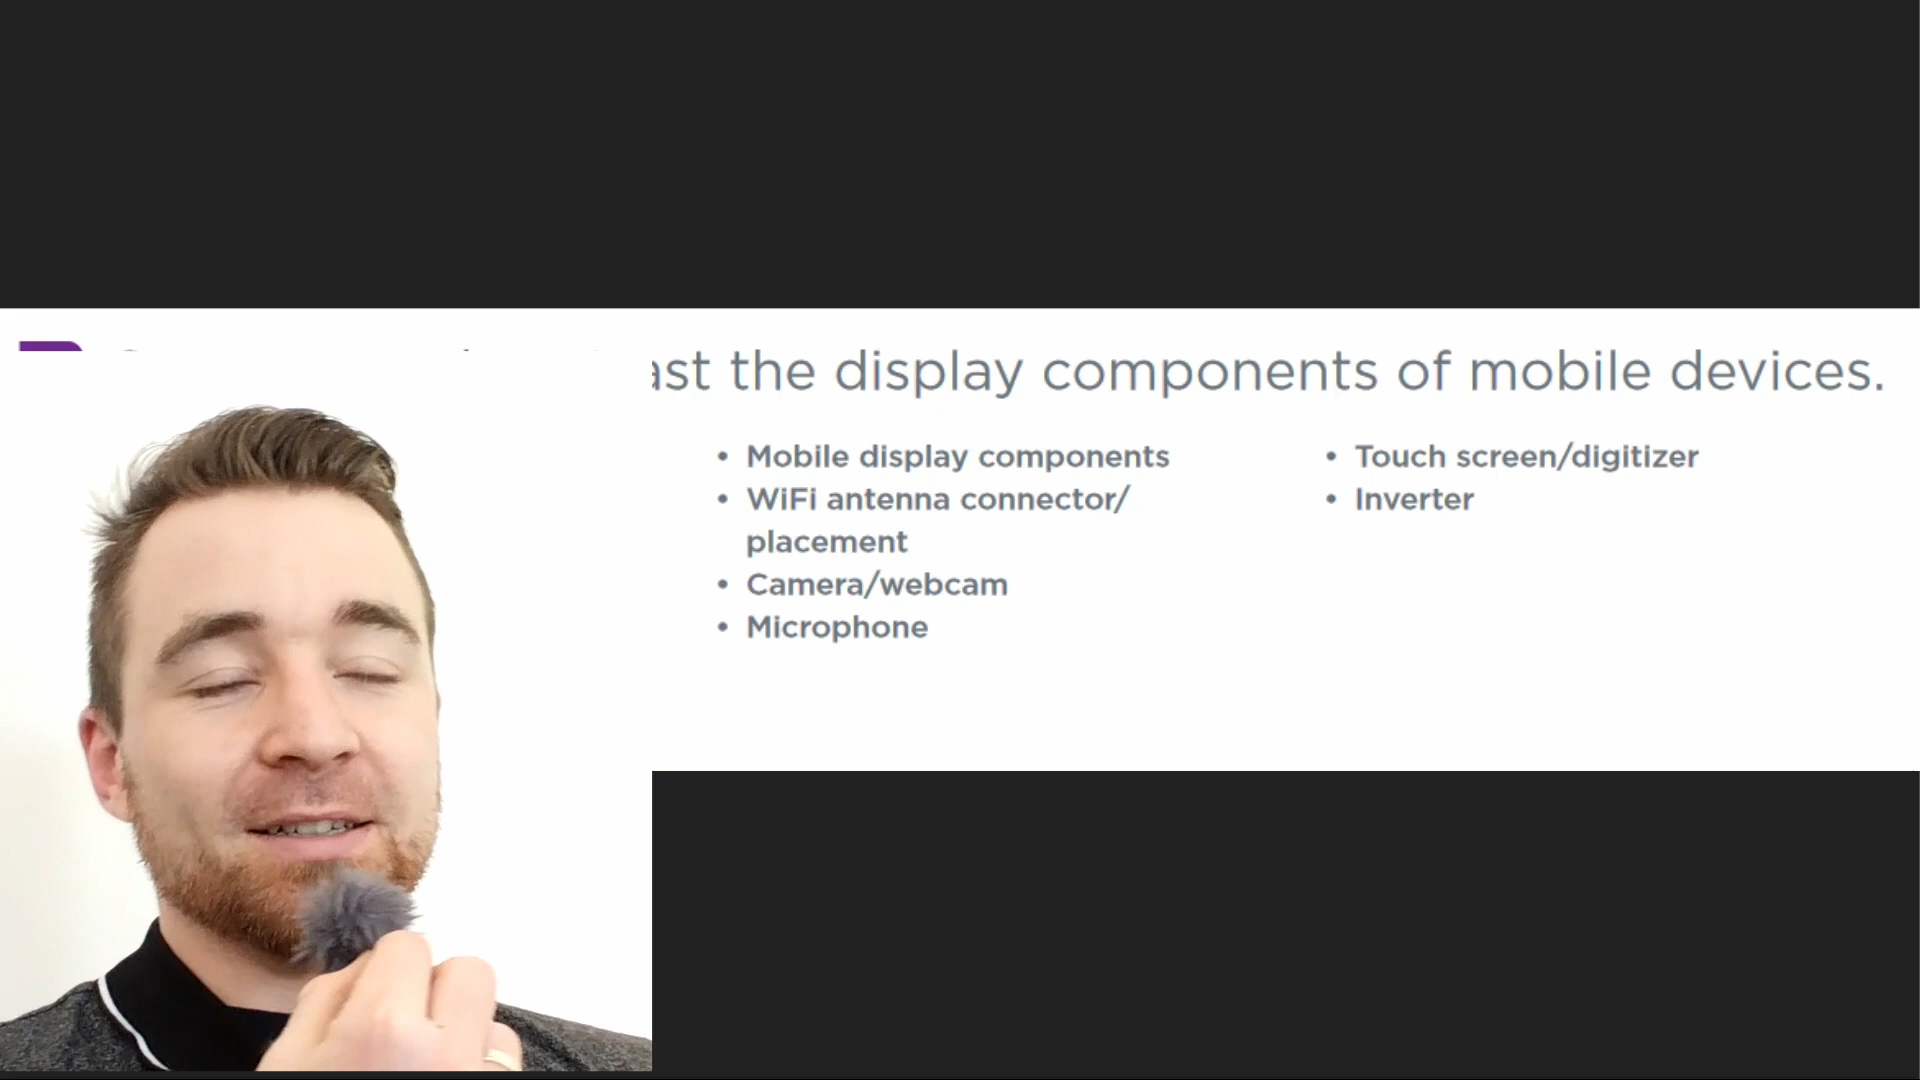 ast the display components of mobile devices.
• Mobile display components
• WiFi antenna connector/
placement
• Camera/webcam
• Microphone
• Touch screen/digitizer
• Inverter